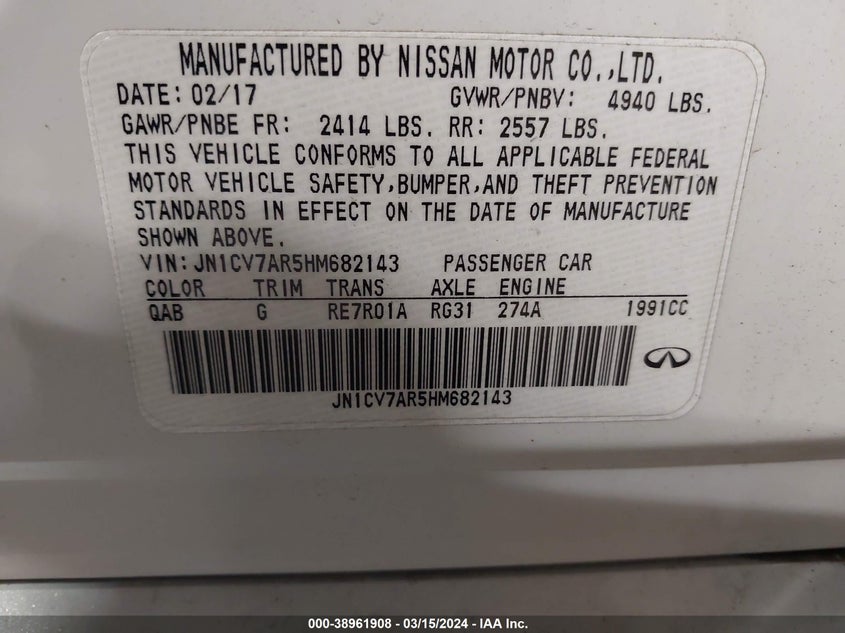 MANUFACTURED BY NISSAN MOTOR CO.,LTD.
DATE: 02/17 GVWR/PNBV: 4940 LBS.
GAWR/PNBE FR: 2414 LBS. RR: 2557 LBS.
THIS VEHICLE CONFORMS TO ALL APPLICABLE FEDERAL
MOTOR VEHICLE SAFETY,BUMPER,AND THEFT PREVENTION
STANDARDS IN EFFECT ON THE DATE OF MANUFACTURE
SHOWN ABOVE.
VIN: JN1CV7AR5HM682143 PASSENGER CAR
COLOR TRIM TRANS AXLE ENGINE
QAB G RE7R01A RG31 274A 1991CC
JN1CV7AR5HM682143
000-38961908 - 03/15/2024 - IAA Inc.